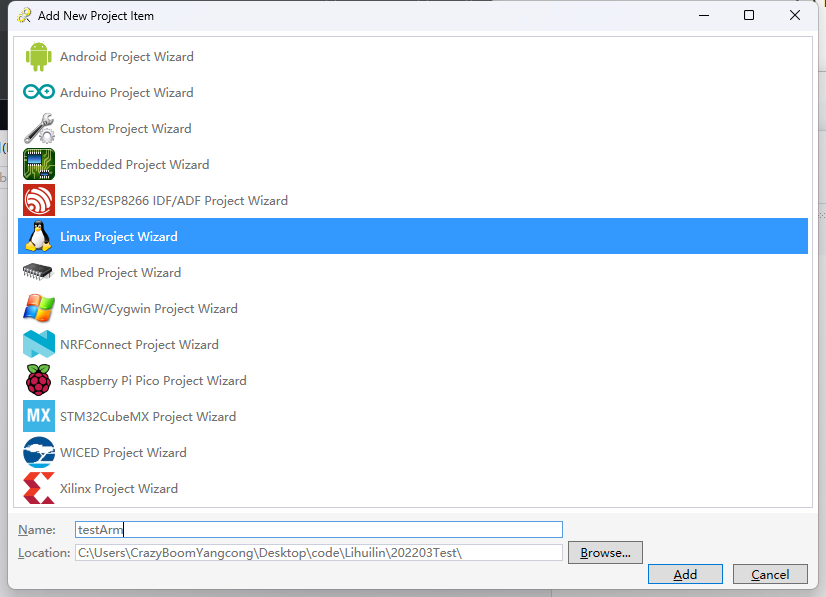 Add New Project Item
Android Project Wizard
Arduino Project Wizard
Custom Project Wizard
Embedded Project Wizard
ESP32/ESP8266 IDF/ADF Project Wizard
Linux Project Wizard
Mbed Project Wizard
MinGW/Cygwin Project Wizard
NRFConnect Project Wizard
Raspberry Pi Pico Project Wizard
MX STM32CubeMX Project Wizard
WICED Project Wizard
Xilinx Project Wizard
Name: testArm
Location: C:\Users\CrazyBoomYangcong\Desktop\code\Lihuilin\202203Test\ Browse...
Add Cancel